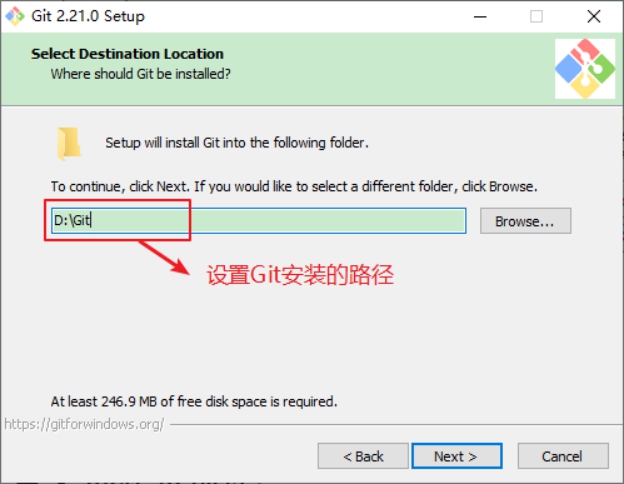 Git 2.21.0 Setup
Select Destination Location
Where should Git be installed?
Setup will install Git into the following folder.
To continue, click Next. If you would like to select a different folder, click Browse.
D:\Git
Browse...
设置Git安装的路径
At least 246.9 MB of free disk space is required.
https://gitforwindows.org/
< Back
Next >
Cancel